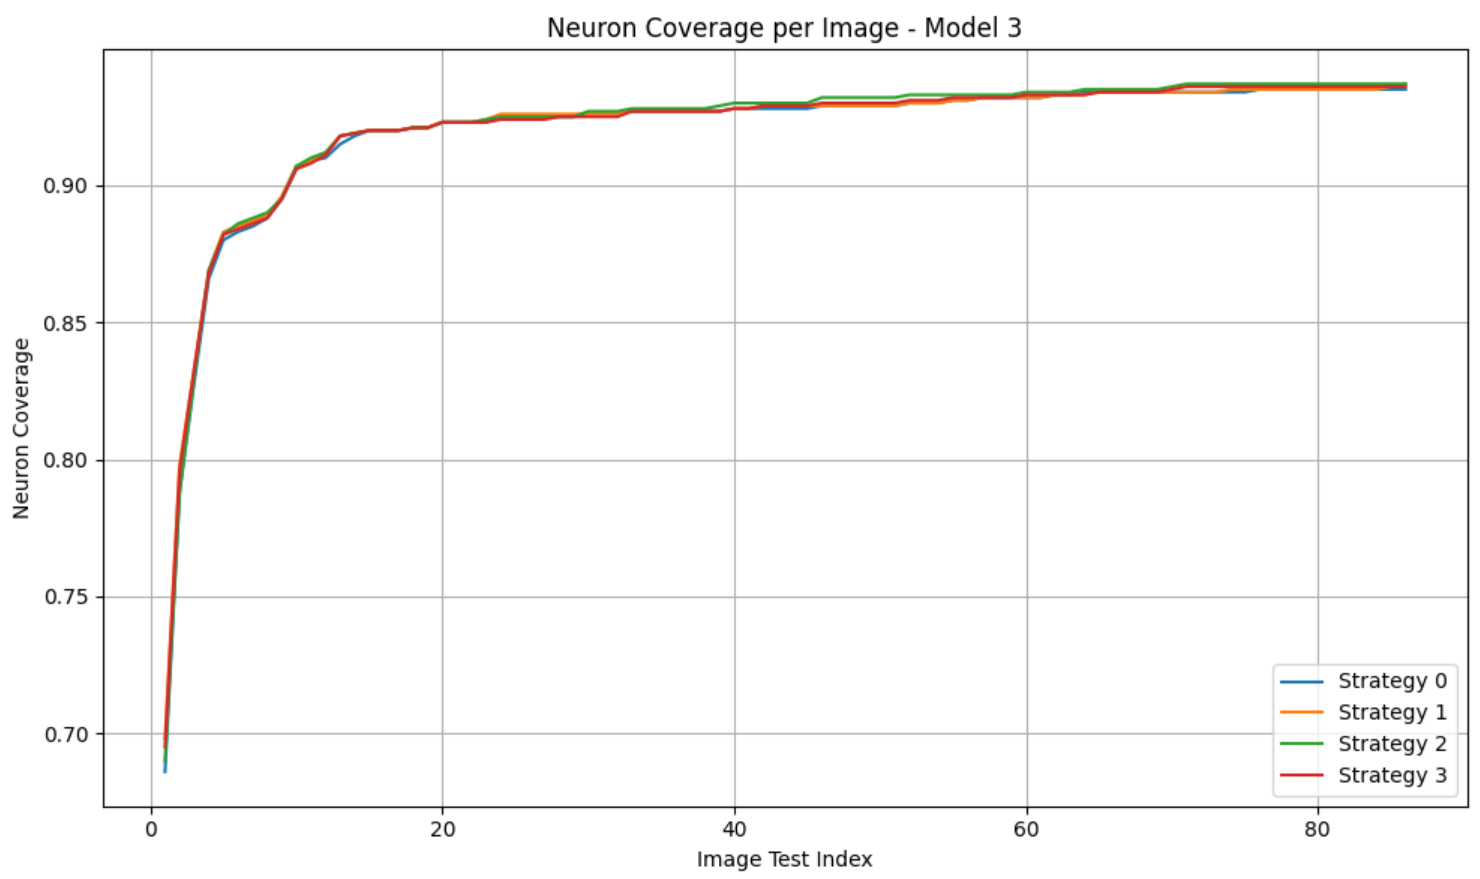 Neuron Coverage per Image - Model 3
Neuron Coverage
0.90
0.85
0.80
0.75
0.70
0
20
40
60
80
Image Test Index
Strategy 0
Strategy 1
Strategy 2
Strategy 3